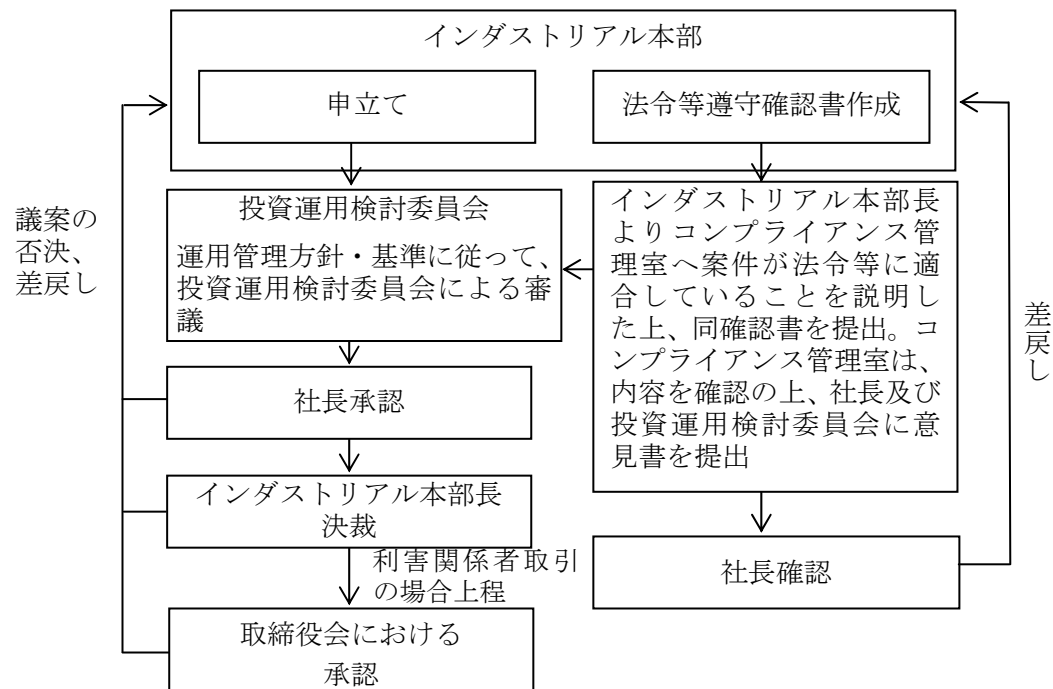 インダストリアル本部
申立て
法令等遵守確認書作成
議案の
否決、
差戻し
投資運用検討委員会
運用管理方針・基準に従って、
投資運用検討委員会による審
議
インダストリアル本部長
よりコンプライアンス管
理室へ案件が法令等に適
合していることを説明し
た上、同確認書を提出。コ
ンプライアンス管理室は、
内容を確認の上、社長及び
投資運用検討委員会に意
見書を提出
差
戻
し
社長承認
インダストリアル本部長
決裁
社長確認
利害関係者取引
の場合上程
取締役会における
承認